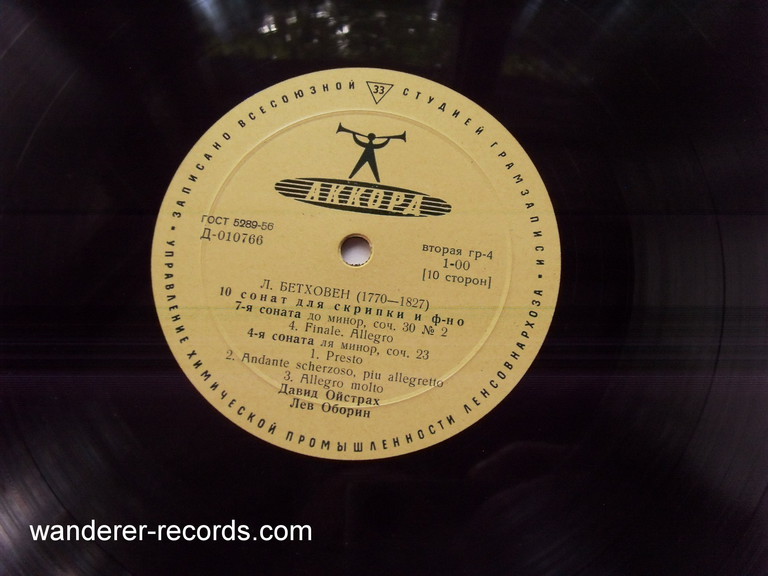 • ЗАПИСАНО ВСЕСОЮЗНОЙ 33 СТУДИЕЙ ГРАМЗАПИСИ •
УПРАВЛЕНИЕ ХИМИЧЕСКОЙ ПРОМЫШЛЕННОСТИ ЛЕНСОВНАРХОЗА
АККОРД
ГОСТ 5289-56
Д-010766
вторая гр-4
1-00
[10 сторон]
Л. БЕТХОВЕН (1770—1827)
10 сонат для скрипки и ф-но
7-я соната до минор, соч. 30 № 2
4. Finale. Allegro
4-я соната ля минор, соч. 23
1. Presto
2. Andante scherzoso, piu allegretto
3. Allegro molto
Давид Ойстрах
Лев Оборин
wanderer-records.com